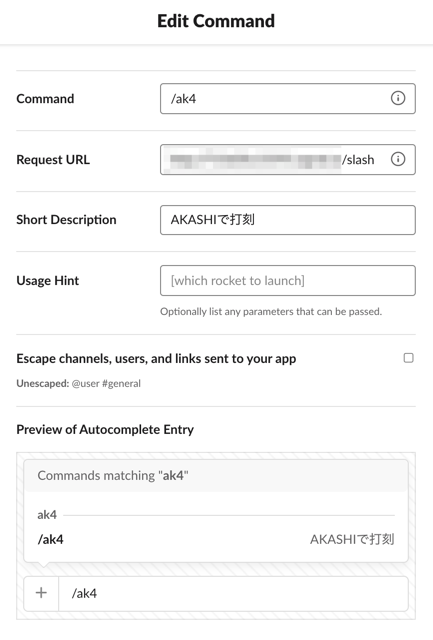 Edit Command
Command
/ak4
Request URL
/slash
Short Description
AKASHIで打刻
Usage Hint
[which rocket to launch]
Optionally list any parameters that can be passed.
Escape channels, users, and links sent to your app
Unescaped: @user #general
Preview of Autocomplete Entry
Commands matching "ak4"
ak4
/ak4 AKASHIで打刻
/ak4